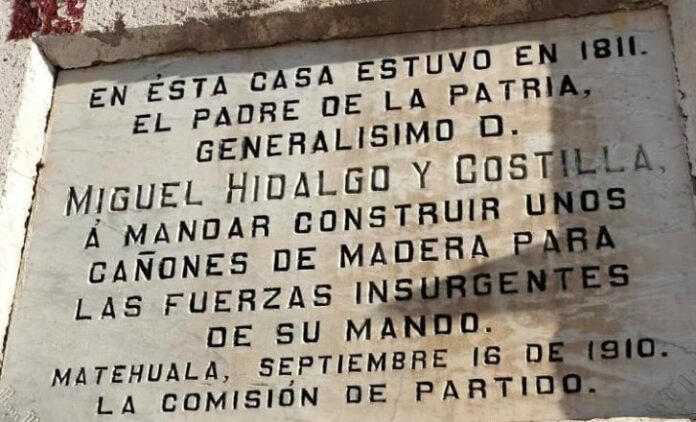 EN ÉSTA CASA ESTUVO EN 1811.
EL PADRE DE LA PATRIA,
GENERALISIMO D.
MIGUEL HIDALGO Y COSTILLA,
Á MANDAR CONSTRUIR UNOS
CAÑONES DE MADERA PARA
LAS FUERZAS INSURGENTES
DE SU MANDO.
MATEHUALA, SEPTIEMBRE 16 DE 1910.
LA COMISIÓN DE PARTIDO.